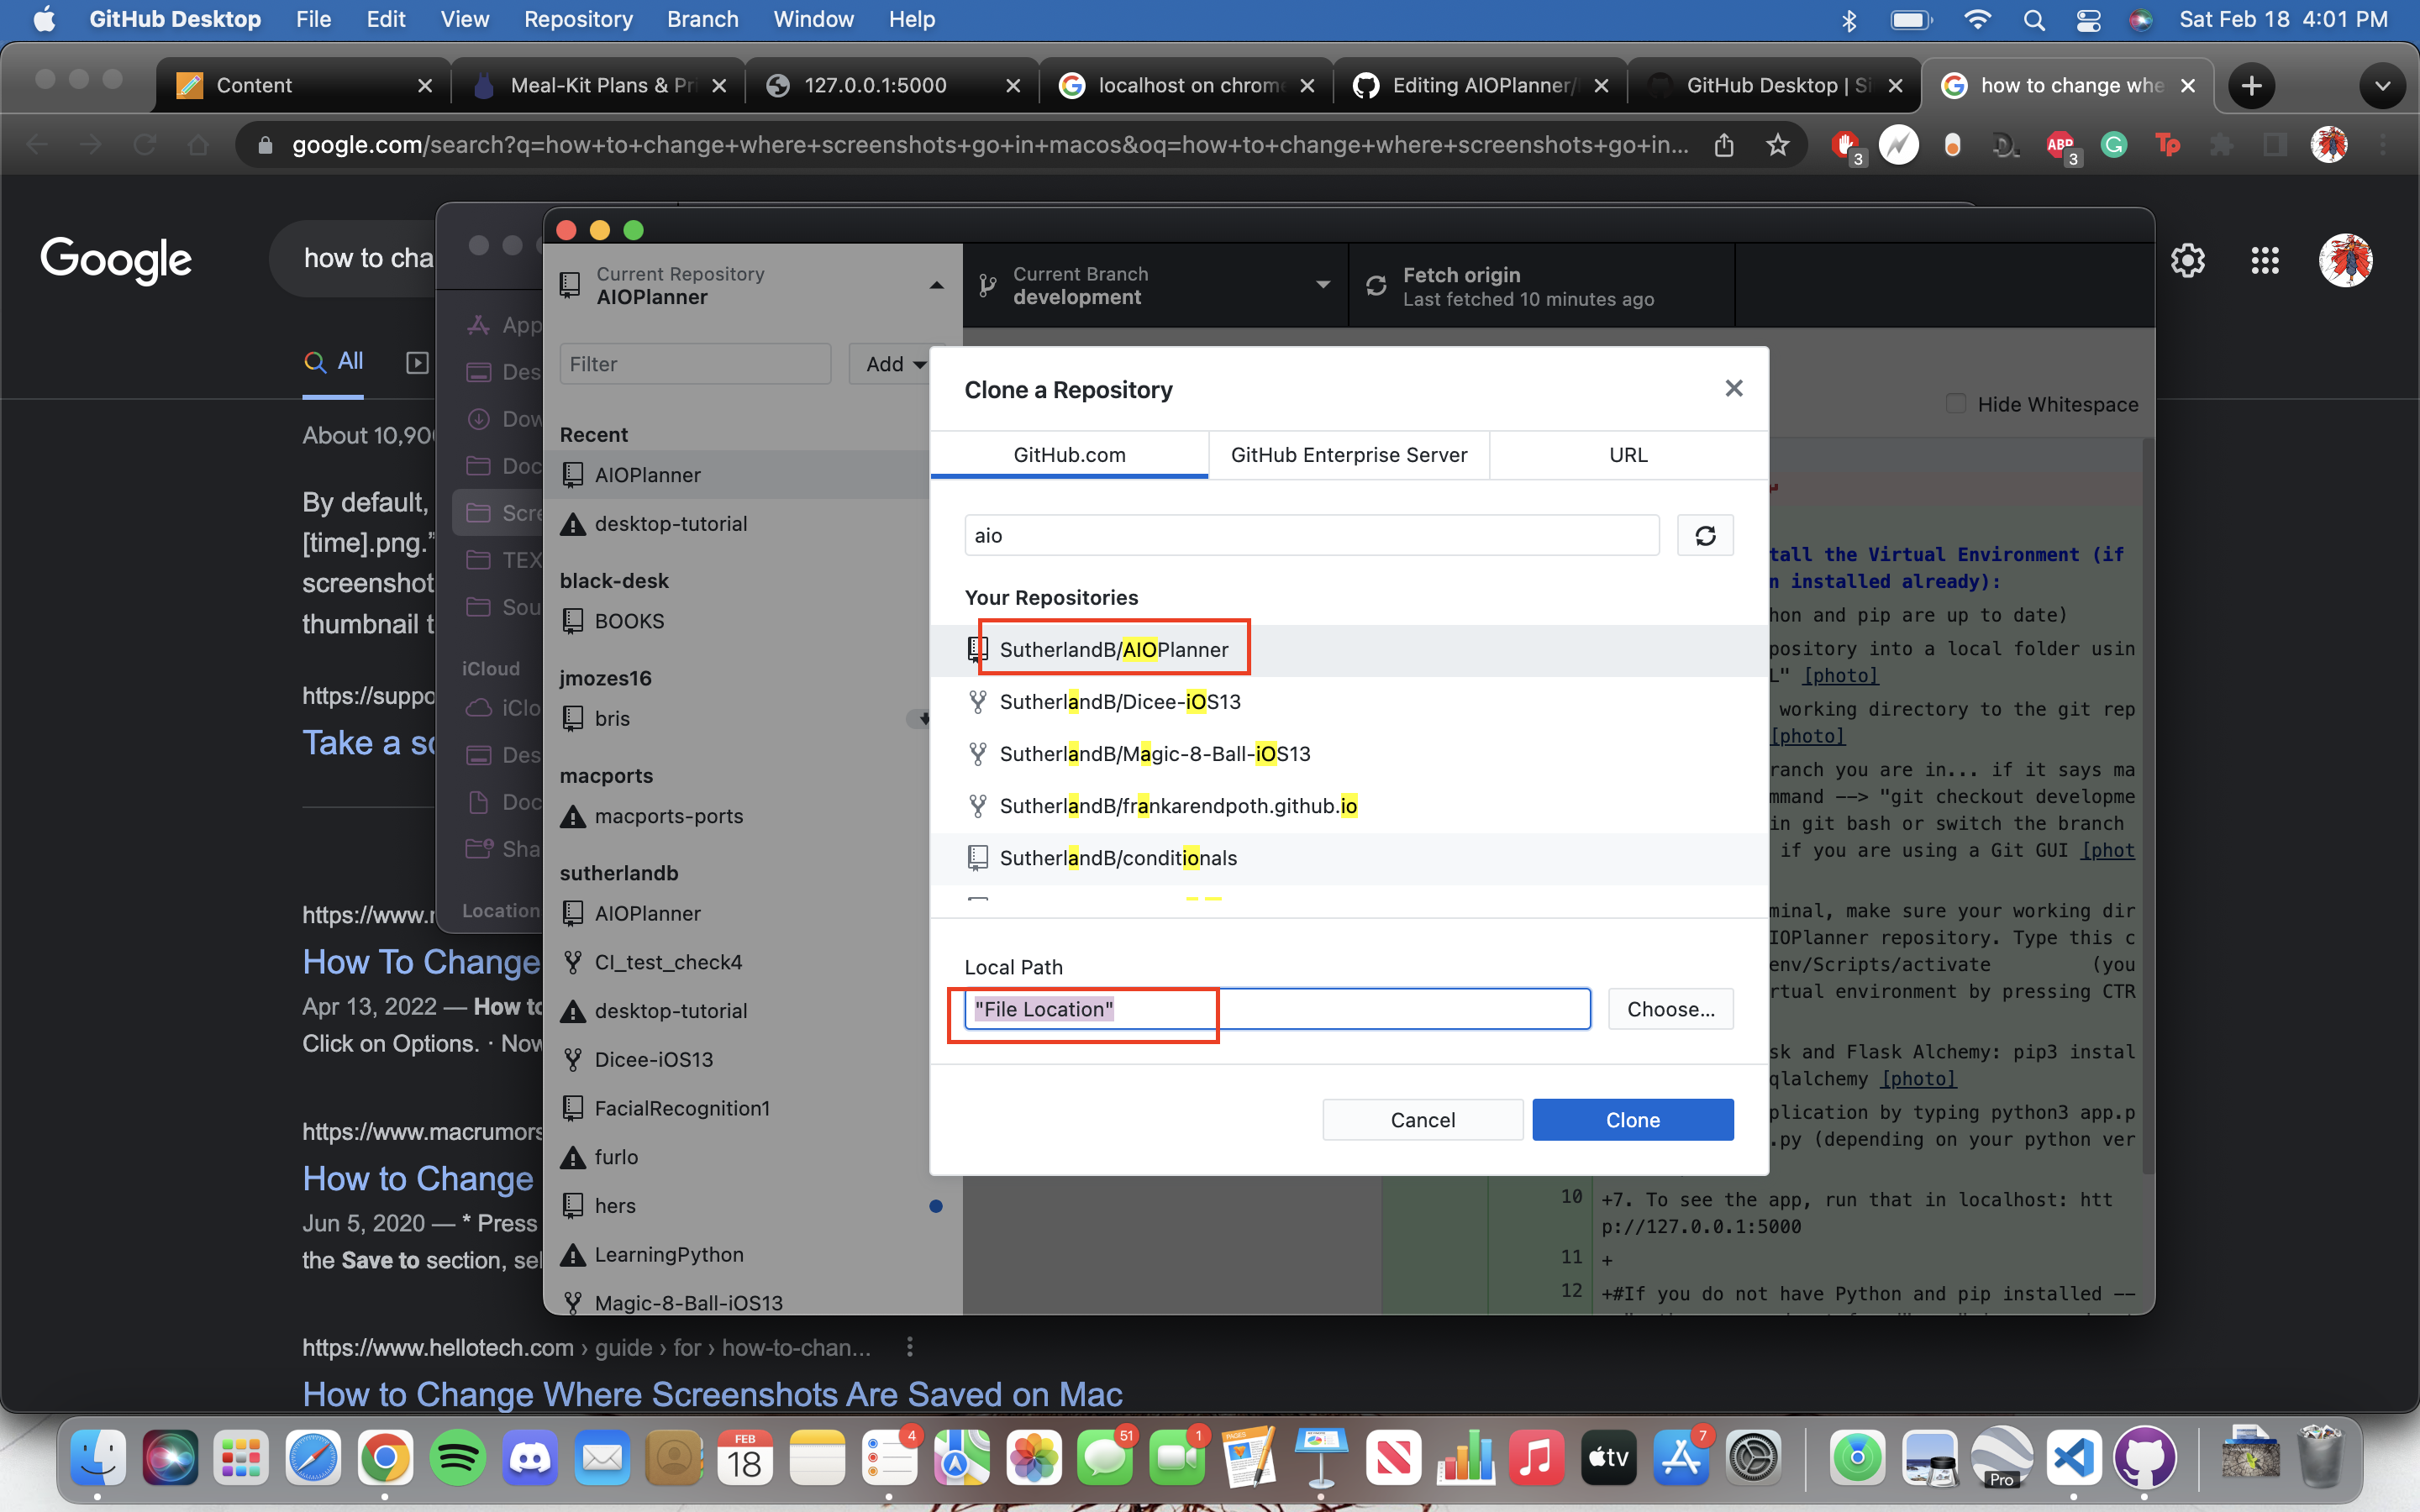 GitHub Desktop File Edit View Repository Branch Window Help Sat Feb 18 4:01 PM
Content Meal-Kit Plans & Pri 127.0.0.1:5000 localhost on chrome Editing AIOPlanner/ GitHub Desktop | Si how to change whe
google.com/search?q=how+to+change+where+screenshots+go+in+macos&oq=how+to+change+where+screenshots+go+in... 3 ABP 3 Tp
Google
how to cha
All
About 10,900
By default,
[time].png.”
screenshot
thumbnail t
https://suppo
Take a sc
https://www.r
How To Change
Apr 13, 2022 — How to
Click on Options. · Now
https://www.macrumors
How to Change
Jun 5, 2020 — * Press
the Save to section, sel
https://www.hellotech.com › guide › for › how-to-chan...
How to Change Where Screenshots Are Saved on Mac
App
Des
Dow
Doc
Scre
TEX
Sou
iCloud
iClo
Des
Doc
Sha
Location
Current Repository
AIOPlanner
Current Branch
development
Fetch origin
Last fetched 10 minutes ago
Filter
Add
Recent
AIOPlanner
desktop-tutorial
black-desk
BOOKS
jmozes16
bris
macports
macports-ports
sutherlandb
AIOPlanner
CI_test_check4
desktop-tutorial
Dicee-iOS13
FacialRecognition1
furlo
hers
LearningPython
Magic-8-Ball-iOS13
Clone a Repository
GitHub.com GitHub Enterprise Server URL
aio
Your Repositories
SutherlandB/AIOPlanner
SutherlandB/Dicee-iOS13
SutherlandB/Magic-8-Ball-iOS13
SutherlandB/frankarendpoth.github.io
SutherlandB/conditionals
Local Path
"File Location"
Choose...
Cancel
Clone
Hide Whitespace
tall the Virtual Environment (if
n installed already):
hon and pip are up to date)
pository into a local folder usin
L" [photo]
working directory to the git rep
[photo]
ranch you are in... if it says ma
mmand --> "git checkout developme
in git bash or switch the branch
if you are using a Git GUI [phot
minal, make sure your working dir
IOPlanner repository. Type this c
env/Scripts/activate (you
rtual environment by pressing CTR
sk and Flask Alchemy: pip3 instal
qlalchemy [photo]
plication by typing python3 app.p
.py (depending on your python ver
10 +7. To see the app, run that in localhost: htt
p://127.0.0.1:5000
11 +
12 +#If you do not have Python and pip installed --
FEB
18
4
51
1
PAGES
tv
7
Pro